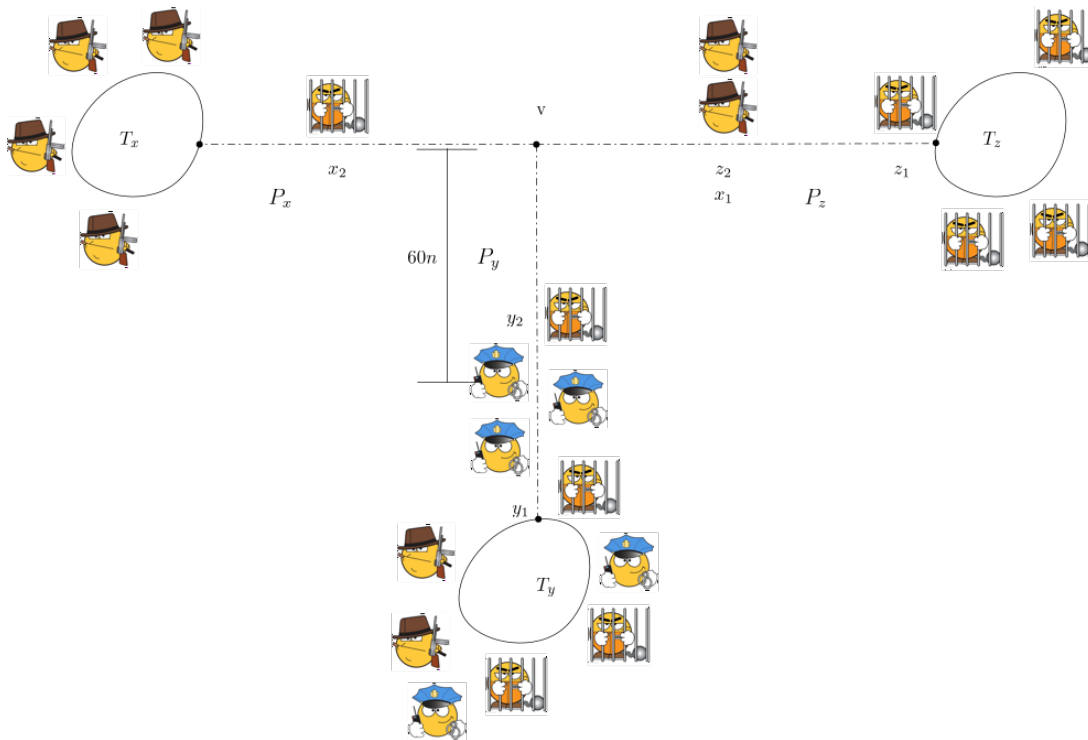 v
T_x
T_z
x_2
z_2
z_1
P_x
x_1
P_z
60n
P_y
y_2
y_1
T_y